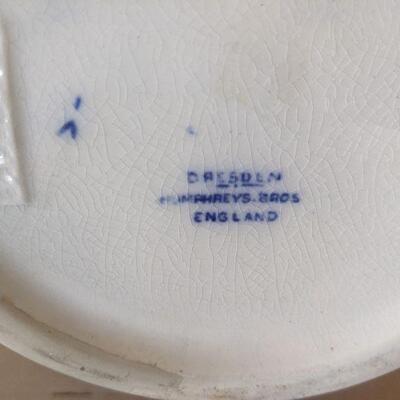 DRESDEN
HUMPHREYS. BROS
ENGLAND